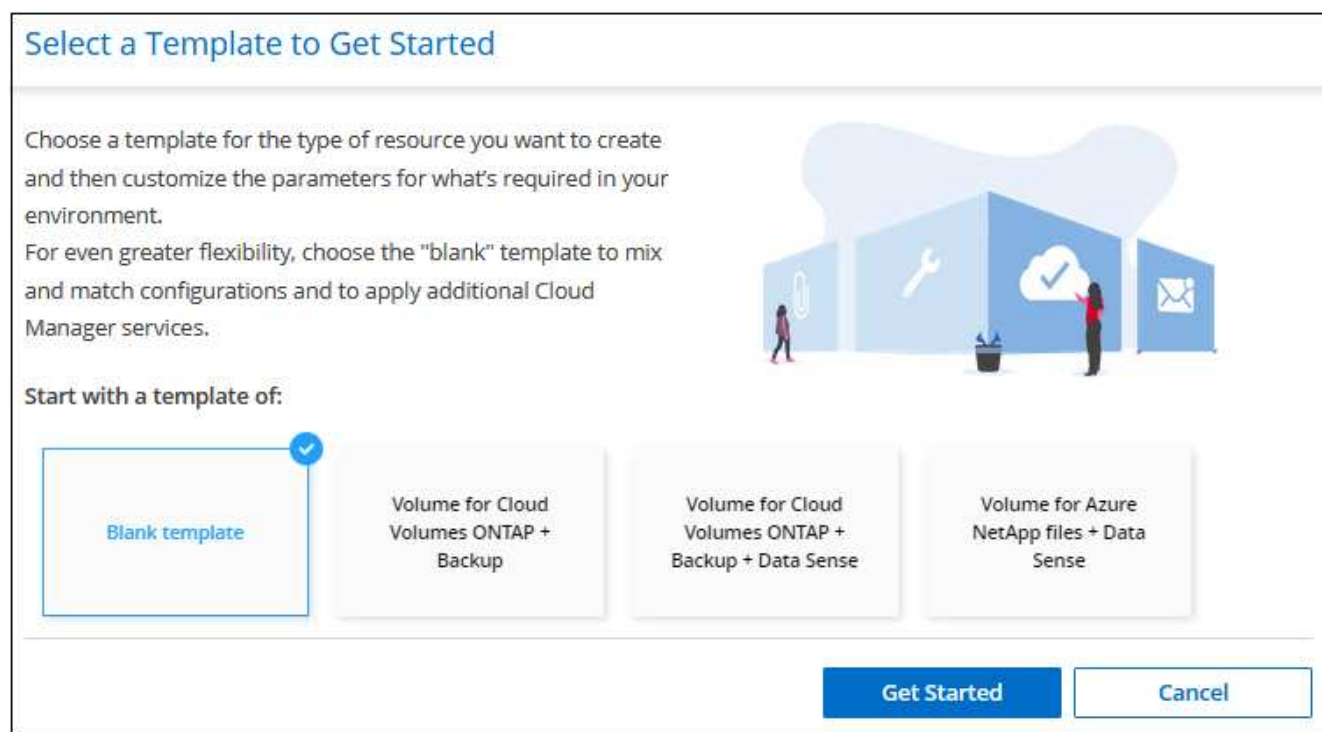 Select a Template to Get Started
Choose a template for the type of resource you want to create
and then customize the parameters for what's required in your
environment.
For even greater flexibility, choose the "blank" template to mix
and match configurations and to apply additional Cloud
Manager services.
Start with a template of:
Blank template
Volume for Cloud
Volumes ONTAP +
Backup
Volume for Cloud
Volumes ONTAP +
Backup + Data Sense
Volume for Azure
NetApp files + Data
Sense
Get Started
Cancel